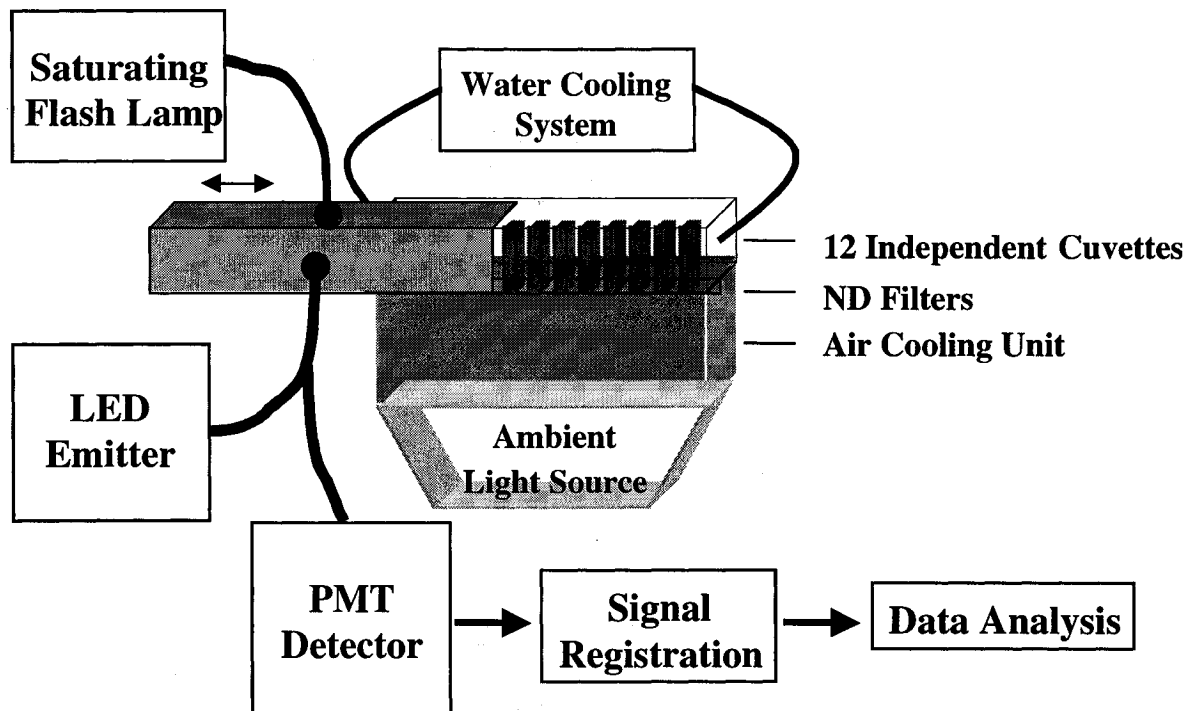 Saturating
Flash Lamp
Water Cooling
System
12 Independent Cuvettes
ND Filters
Air Cooling Unit
LED
Emitter
Ambient
Light Source
PMT
Detector
Signal
Registration
Data Analysis